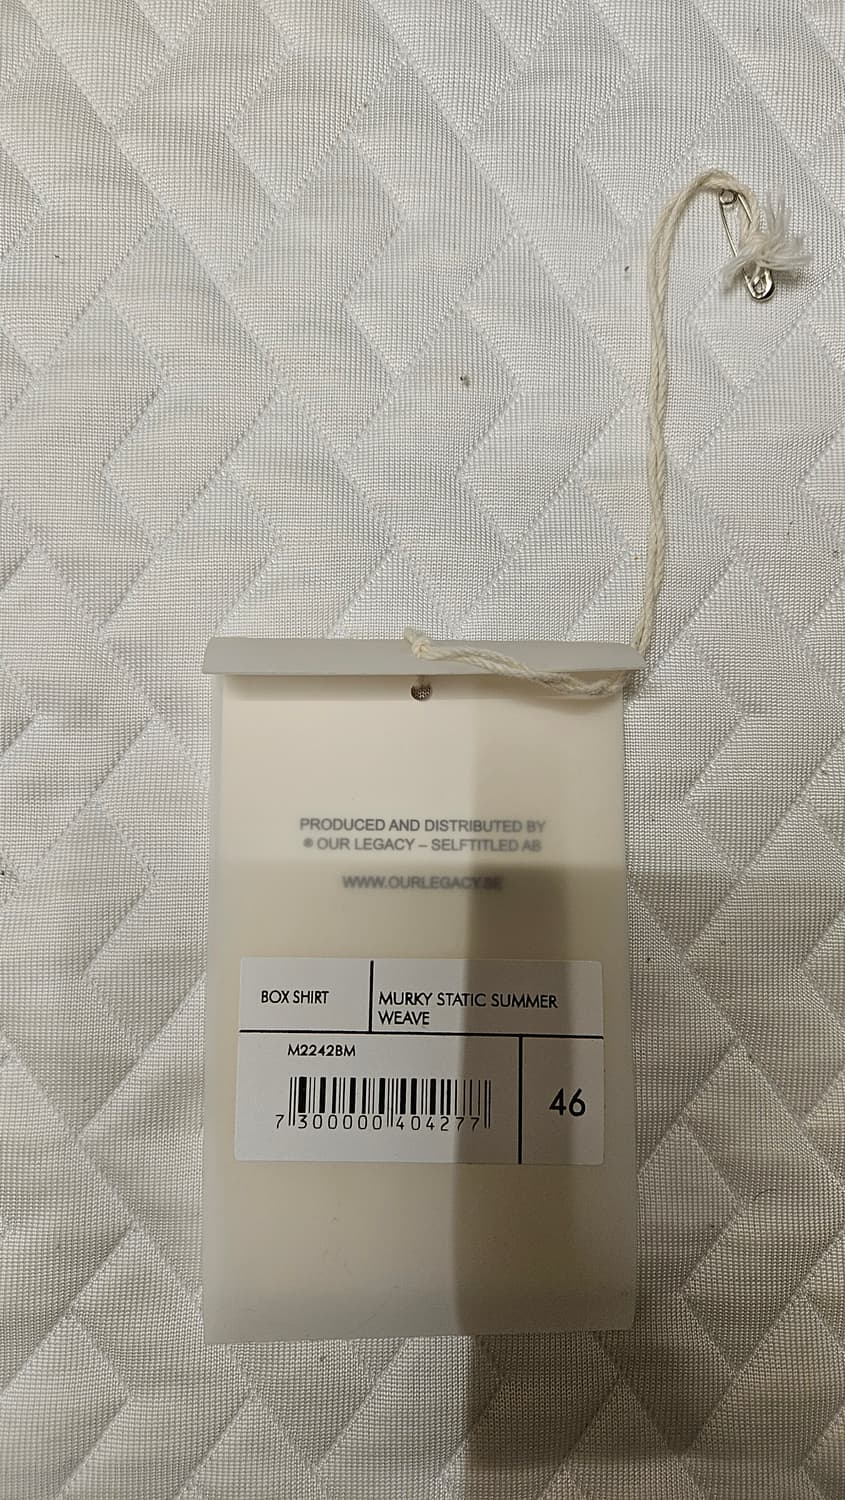 PRODUCED AND DISTRIBUTED BY
® OUR LEGACY – SELFTITLED AB
WWW.OURLEGACY.SE
BOX SHIRT
MURKY STATIC SUMMER
WEAVE
M2242BM
7 300000 404277
46